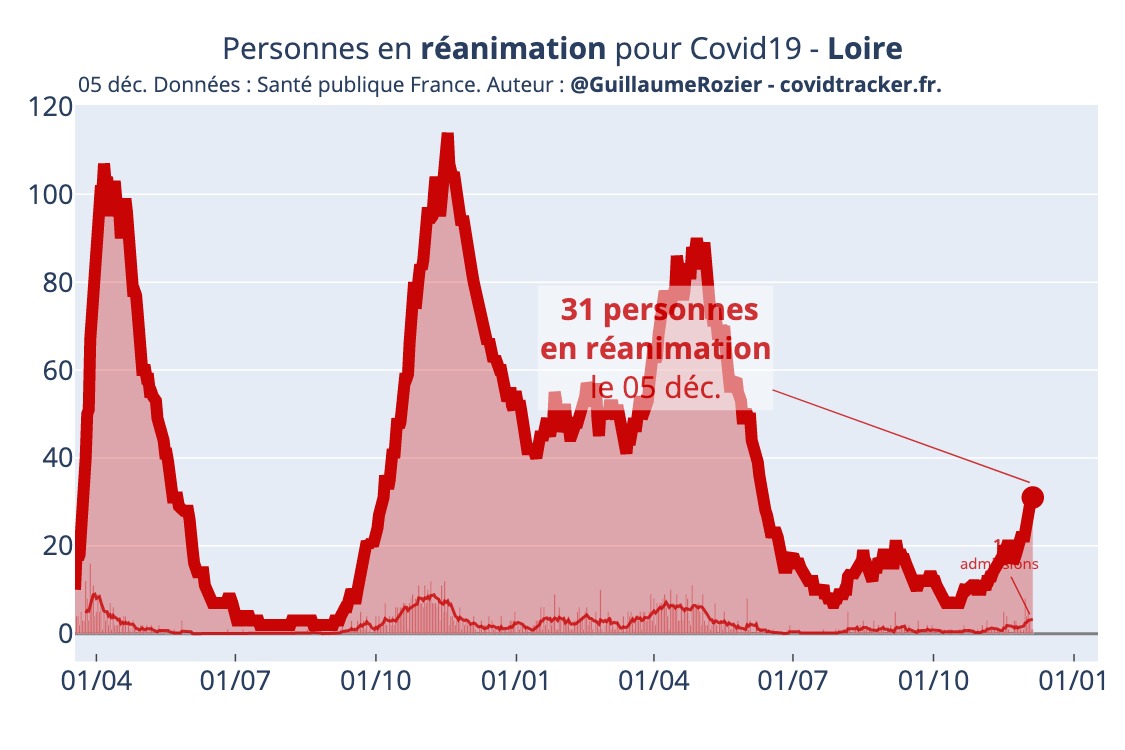 Personnes en réanimation pour Covid19 - Loire
05 déc. Données : Santé publique France. Auteur : @GuillaumeRozier - covidtracker.fr.
120
100
80
60
40
20
0
31 personnes
en réanimation
le 05 déc.
admissions
01/04
01/07
01/10
01/01
01/04
01/07
01/10
01/01